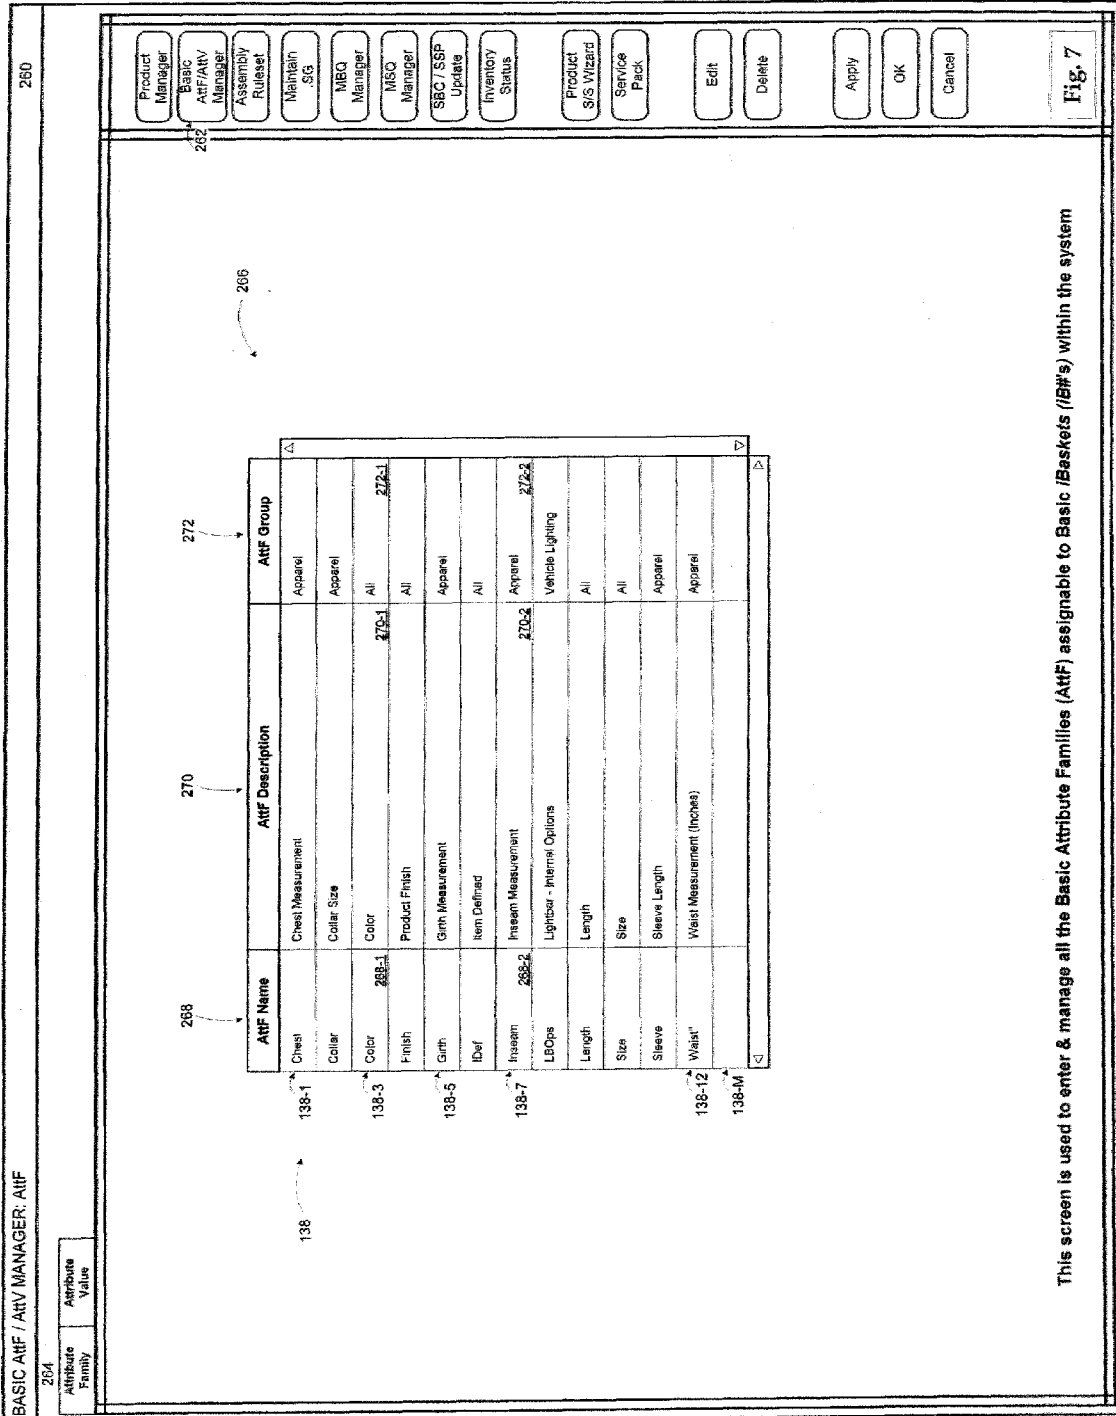 BASIC AttF / AttV MANAGER: AttF
260
264
Attribute Family
Attribute Value
262
Product Manager
Basic AttF/AttV Manager
Assembly Ruleset
Maintain .SG
MBQ Manager
MSQ Manager
SBC / SSP Update
Inventory Status
Product S/S Wizard
Service Pack
Edit
Delete
Apply
OK
Cancel
266
268
270
272
138
AttF Name AttF Description AttF Group
138-1 Chest Chest Measurement Apparel
Collar Collar Size Apparel
138-3 Color 268-1 Color 270-1 All 272-1
Finish Product Finish All
138-5 Girth Girth Measurement Apparel
IDef Item Defined All
138-7 Inseam 268-2 Inseam Measurement 270-2 Apparel 272-2
LBOps Lightbar - Internal Options Vehicle Lighting
Length Length All
Size Size All
Sleeve Sleeve Length Apparel
138-12 Waist" Waist Measurement (Inches) Apparel
138-M
This screen is used to enter & manage all the Basic Attribute Families (AttF) assignable to Basic iBaskets (iB#'s) within the system
Fig. 7